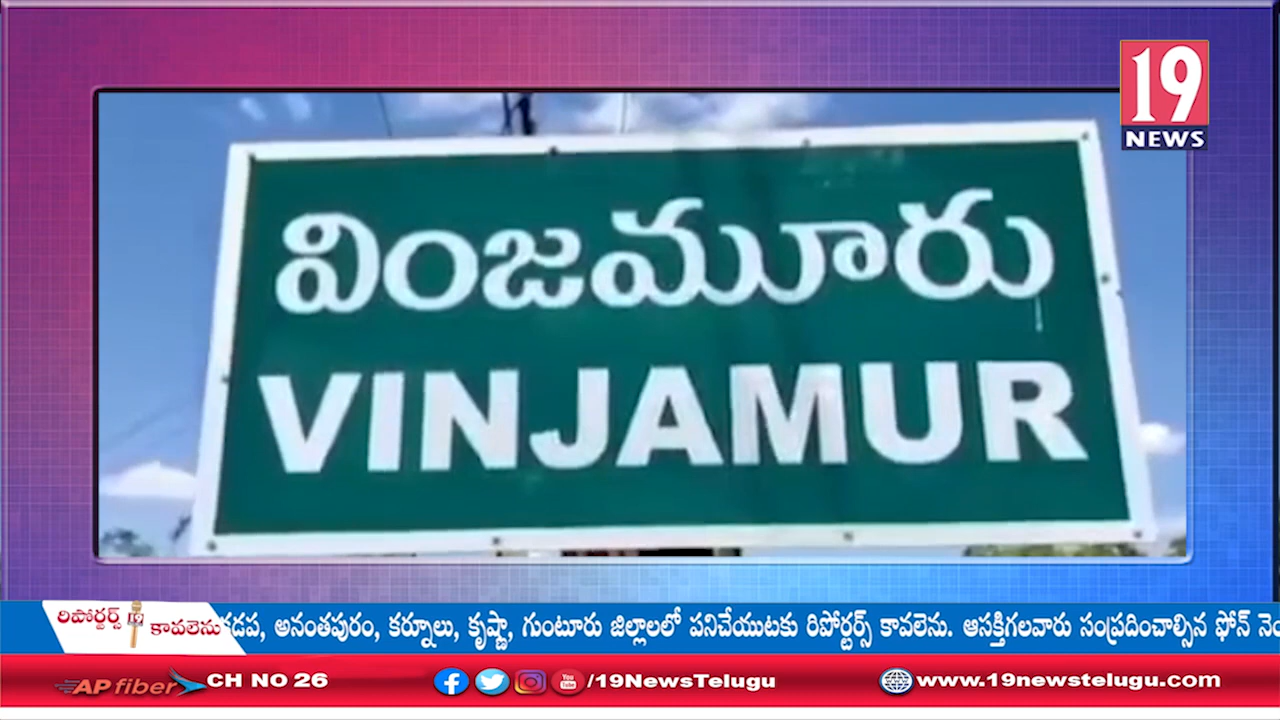 19
NEWS
వింజమూరు
VINJAMUR
రిపోర్టర్స్ 19 కావలెను
కడప, అనంతపురం, కర్నూలు, కృష్ణా, గుంటూరు జిల్లాలలో పనిచేయుటకు రిపోర్టర్స్ కావలెను. ఆసక్తిగలవారు సంప్రదించాల్సిన ఫోన్
AP fiber CH NO 26 /19NewsTelugu www.19newstelugu.com